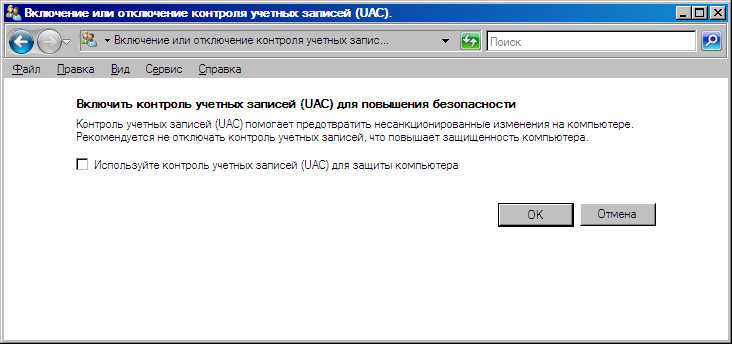 Включение или отключение контроля учетных записей (UAC).
Включение или отключение контроля учетных запис...
Поиск
Файл Правка Вид Сервис Справка
Включить контроль учетных записей (UAC) для повышения безопасности
Контроль учетных записей (UAC) помогает предотвратить несанкционированные изменения на компьютере.
Рекомендуется не отключать контроль учетных записей, что повышает защищенность компьютера.
Используйте контроль учетных записей (UAC) для защиты компьютера
OK Отмена